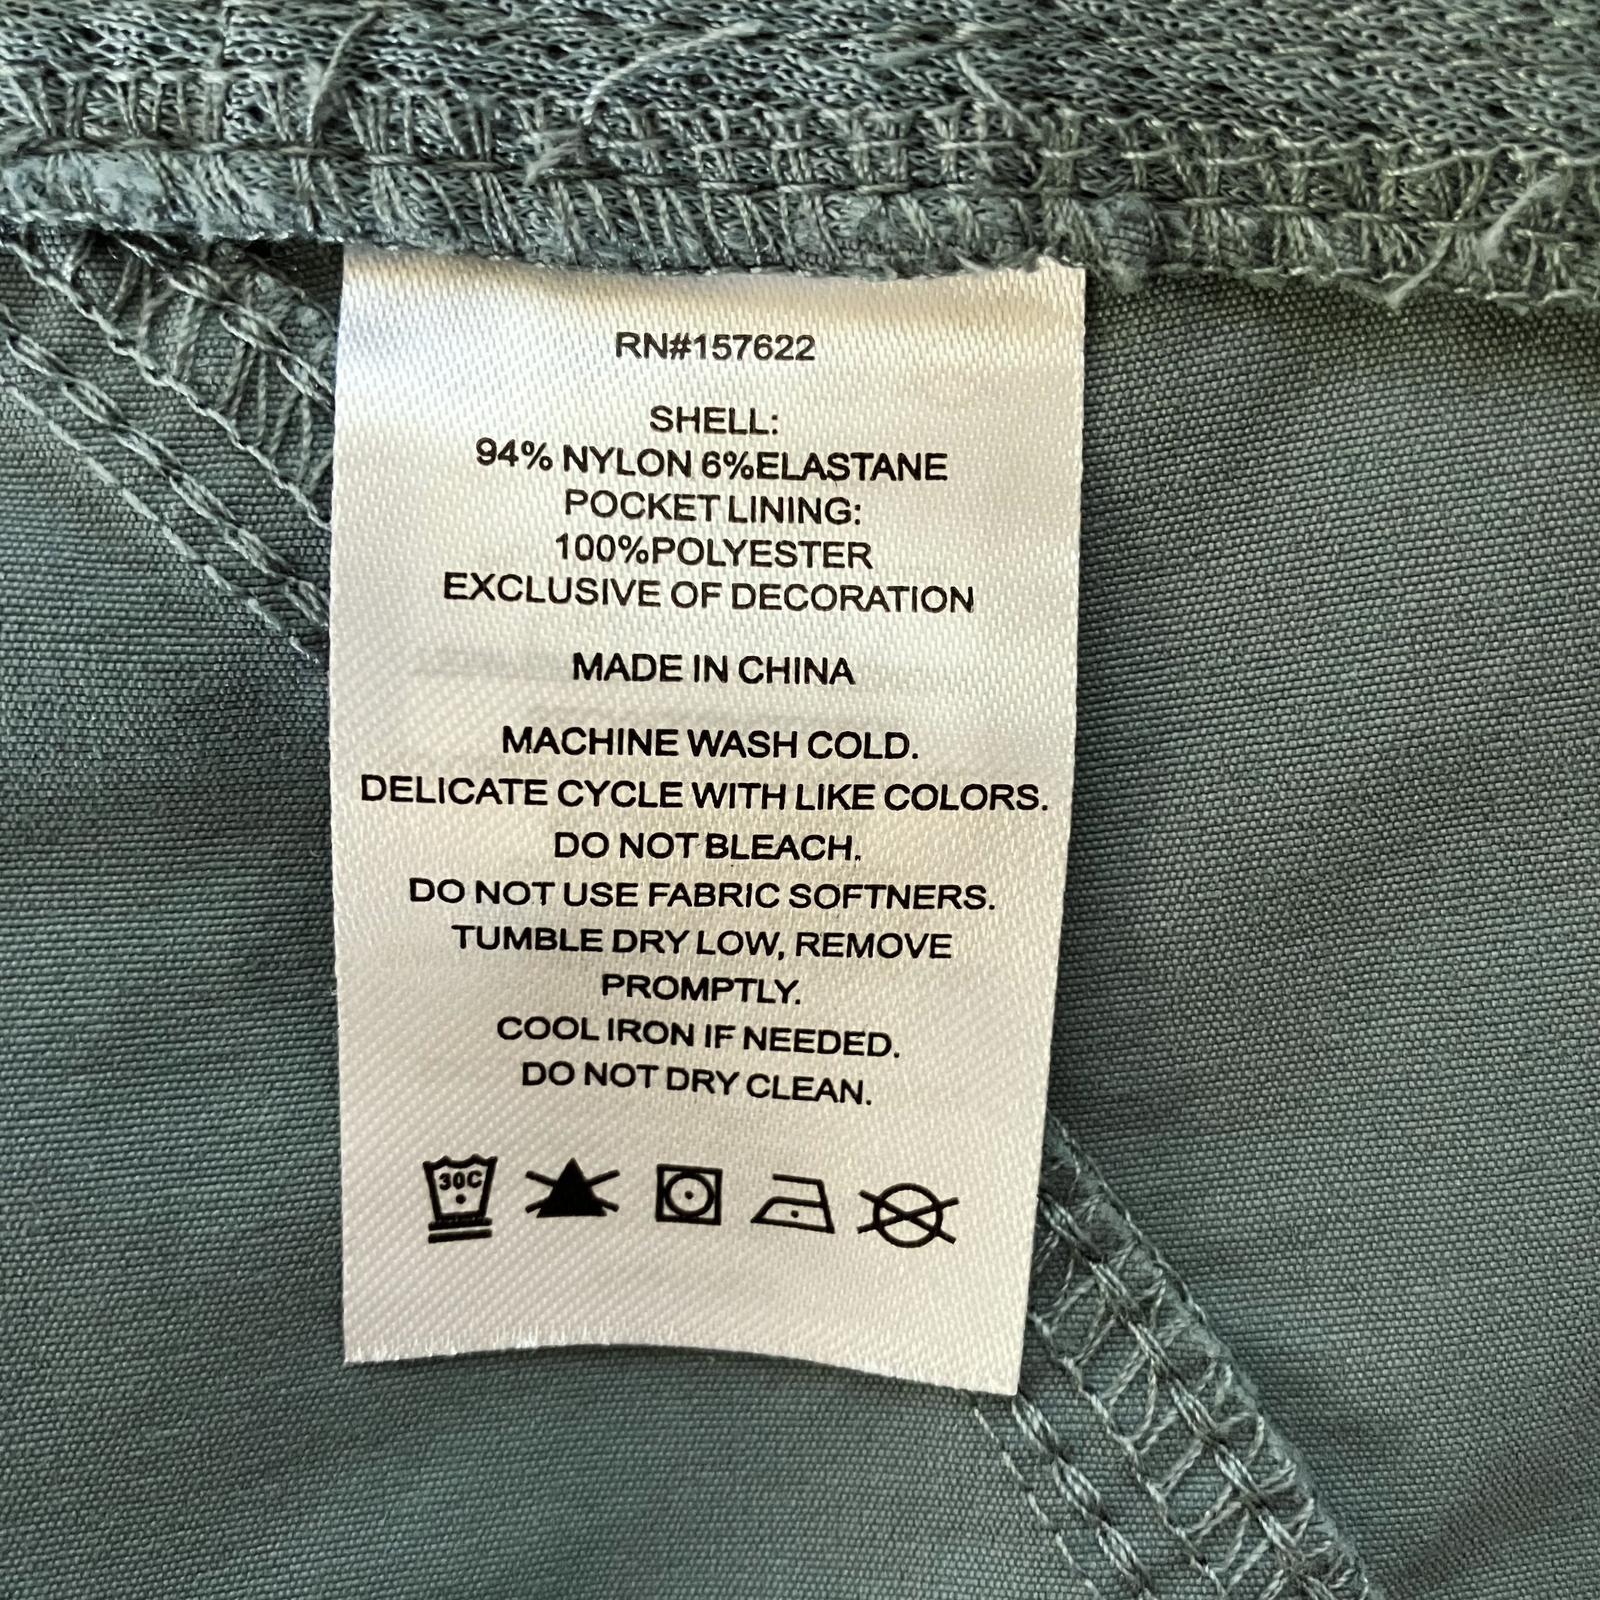 RN#157622
SHELL:
94% NYLON 6%ELASTANE
POCKET LINING:
100%POLYESTER
EXCLUSIVE OF DECORATION
MADE IN CHINA
MACHINE WASH COLD.
DELICATE CYCLE WITH LIKE COLORS.
DO NOT BLEACH.
DO NOT USE FABRIC SOFTNERS.
TUMBLE DRY LOW, REMOVE
PROMPTLY.
COOL IRON IF NEEDED.
DO NOT DRY CLEAN.
30C